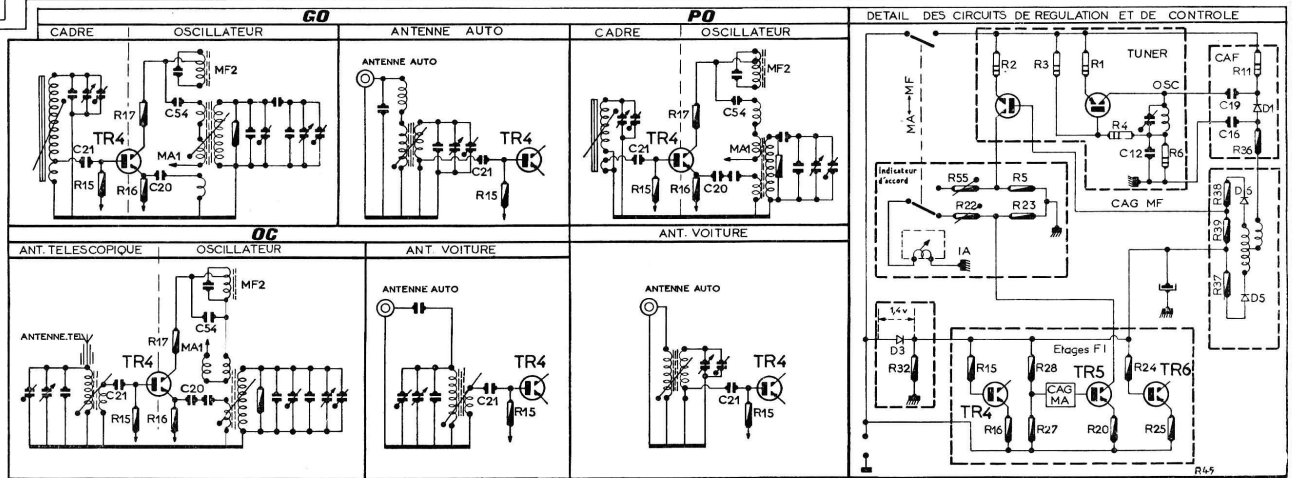 GO
CADRE
OSCILLATEUR
MF2
R17
C54
TR4
C21
MA1
R15
R16
C20
ANTENNE AUTO
ANTENNE AUTO
TR4
C21
R15
PO
CADRE
OSCILLATEUR
MF2
C54
R17
TR4
C21
MA1
R15
R16
C20
OC
ANT. TELESCOPIQUE
OSCILLATEUR
MF2
C54
R17
ANTENNE.TEL
MA1
TR4
C20
C21
R15
R16
ANT. VOITURE
ANTENNE AUTO
TR4
C21
R15
ANT. VOITURE
ANTENNE AUTO
TR4
C21
R15
DETAIL DES CIRCUITS DE REGULATION ET DE CONTROLE
MA↔MF
R2
R3
R1
TUNER
OSC
R4
C12
R6
CAF
R11
C19
D1
C16
R36
Indicateur
d'accord
R55
R5
R22
R23
IA
CAG MF
R38
D6
R39
R37
D5
1,4v
D3
R32
Etages FI
R15
R28
TR5
R24
TR6
CAG
MA
TR4
R16
R27
R20
R25
R45